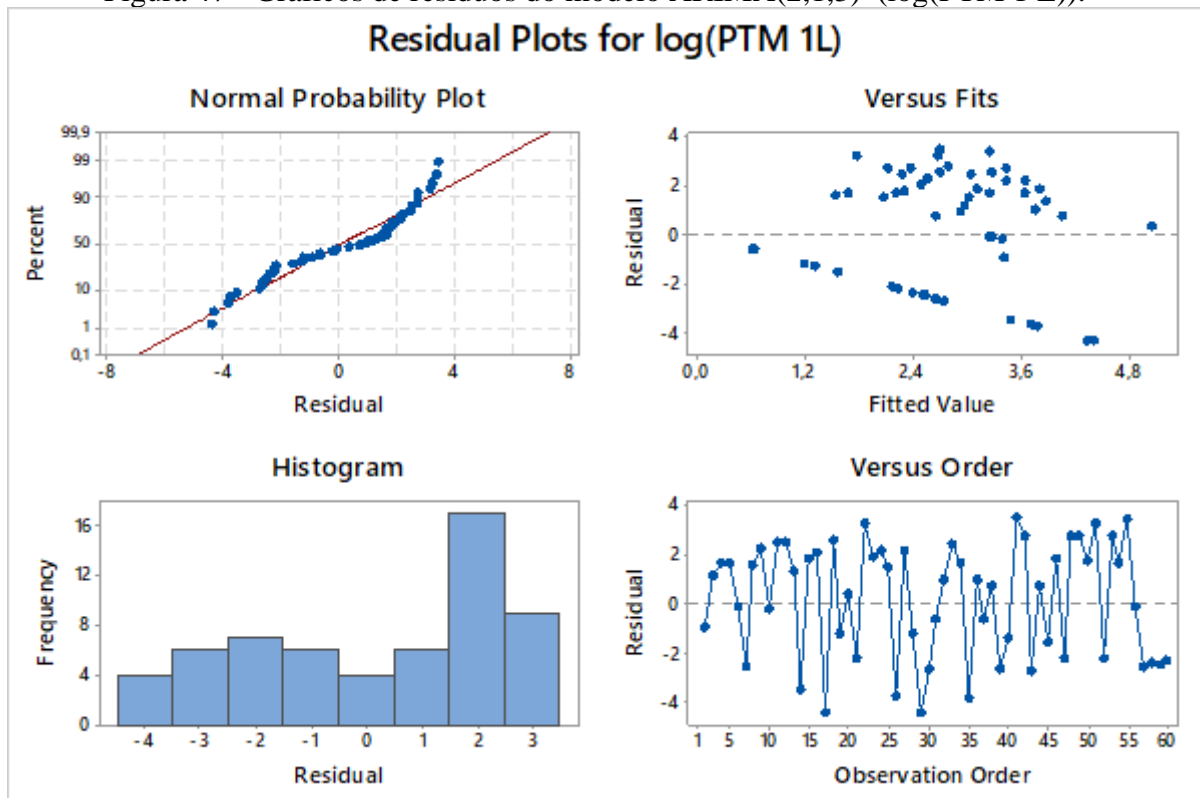 Residual Plots for log(PTM 1L)
Normal Probability Plot
99,9
99
90
50
10
1
0,1
Percent
-8 -4 0 4 8
Residual
Versus Fits
4
2
0
-2
-4
Residual
0,0 1,2 2,4 3,6 4,8
Fitted Value
Histogram
16
12
8
4
0
Frequency
-4 -3 -2 -1 0 1 2 3
Residual
Versus Order
4
2
0
-2
-4
Residual
1 5 10 15 20 25 30 35 40 45 50 55 60
Observation Order